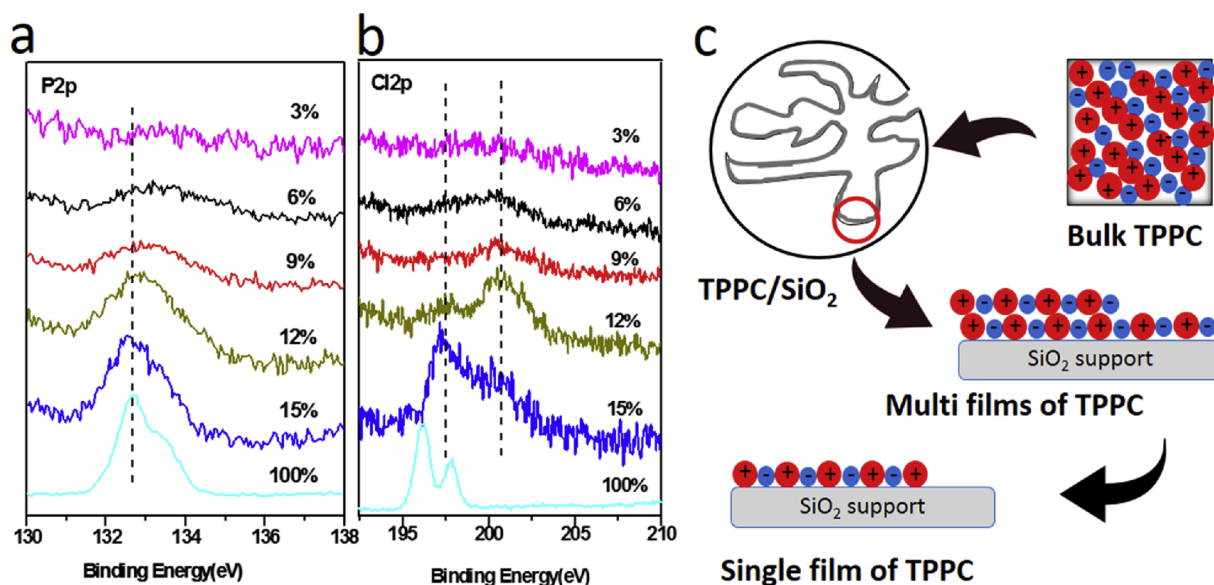 a
P2p
3%
6%
9%
12%
15%
100%
130 132 134 136 138
Binding Energy(eV)
b
Cl2p
3%
6%
9%
12%
15%
100%
195 200 205 210
Binding Energy(eV)
c
TPPC/SiO₂
Bulk TPPC
SiO₂ support
Multi films of TPPC
SiO₂ support
Single film of TPPC